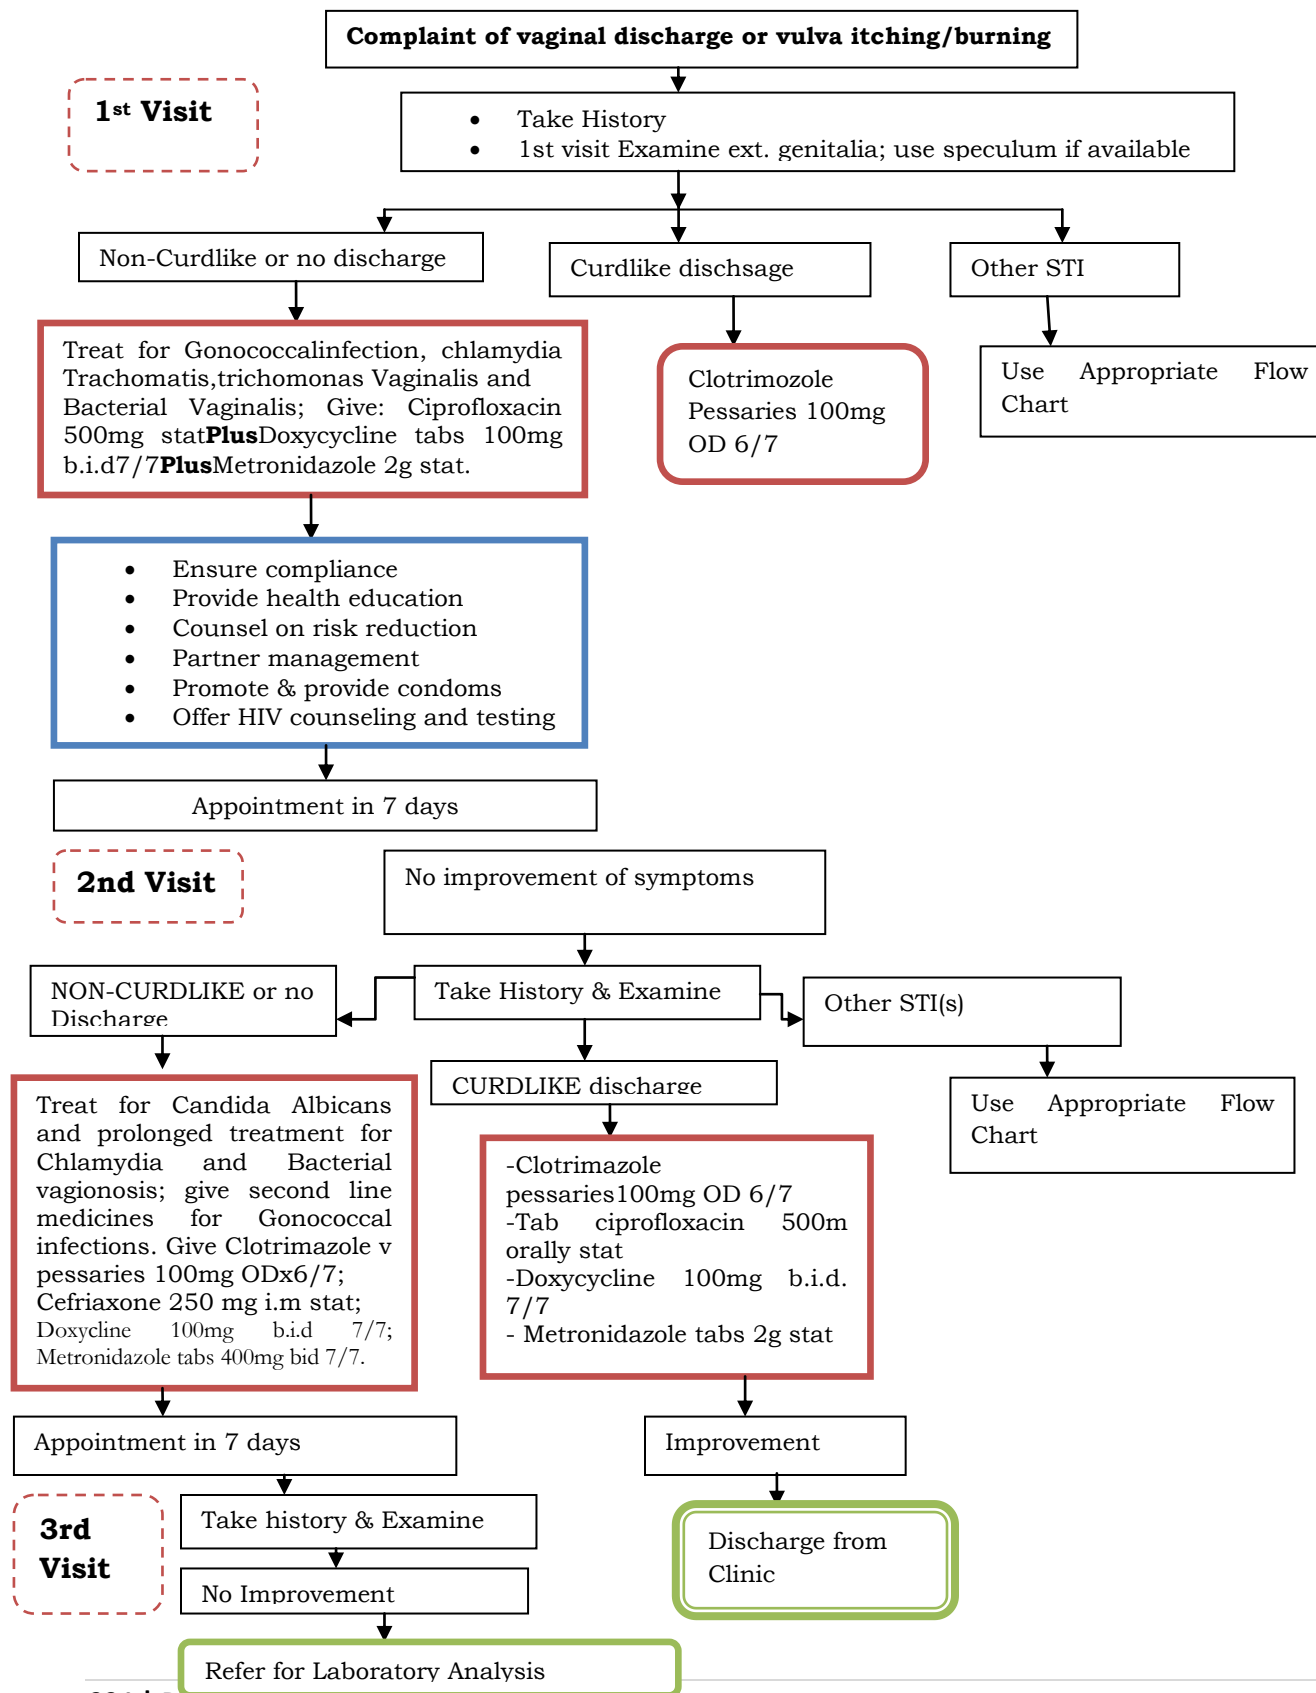 Complaint of vaginal discharge or vulva itching/burning
1st Visit
• Take History
• 1st visit Examine ext. genitalia; use speculum if available
Non-Curdlike or no discharge
Curdlike dischsage
Other STI
Treat for Gonococcalinfection, chlamydia
Trachomatis,trichomonas Vaginalis and
Bacterial Vaginalis; Give: Ciprofloxacin
500mg statPlusDoxycycline tabs 100mg
b.i.d7/7PlusMetronidazole 2g stat.
Clotrimozole
Pessaries 100mg
OD 6/7
Use Appropriate Flow
Chart
• Ensure compliance
• Provide health education
• Counsel on risk reduction
• Partner management
• Promote & provide condoms
• Offer HIV counseling and testing
Appointment in 7 days
2nd Visit
No improvement of symptoms
NON-CURDLIKE or no
Discharge
Take History & Examine
Other STI(s)
CURDLIKE discharge
Use Appropriate Flow
Chart
Treat for Candida Albicans
and prolonged treatment for
Chlamydia and Bacterial
vagionosis; give second line
medicines for Gonococcal
infections. Give Clotrimazole v
pessaries 100mg ODx6/7;
Cefriaxone 250 mg i.m stat;
Doxycline 100mg b.i.d 7/7;
Metronidazole tabs 400mg bid 7/7.
-Clotrimazole
pessaries100mg OD 6/7
-Tab ciprofloxacin 500m
orally stat
-Doxycycline 100mg b.i.d.
7/7
- Metronidazole tabs 2g stat
Appointment in 7 days
Improvement
3rd
Visit
Take history & Examine
Discharge from
Clinic
No Improvement
Refer for Laboratory Analysis